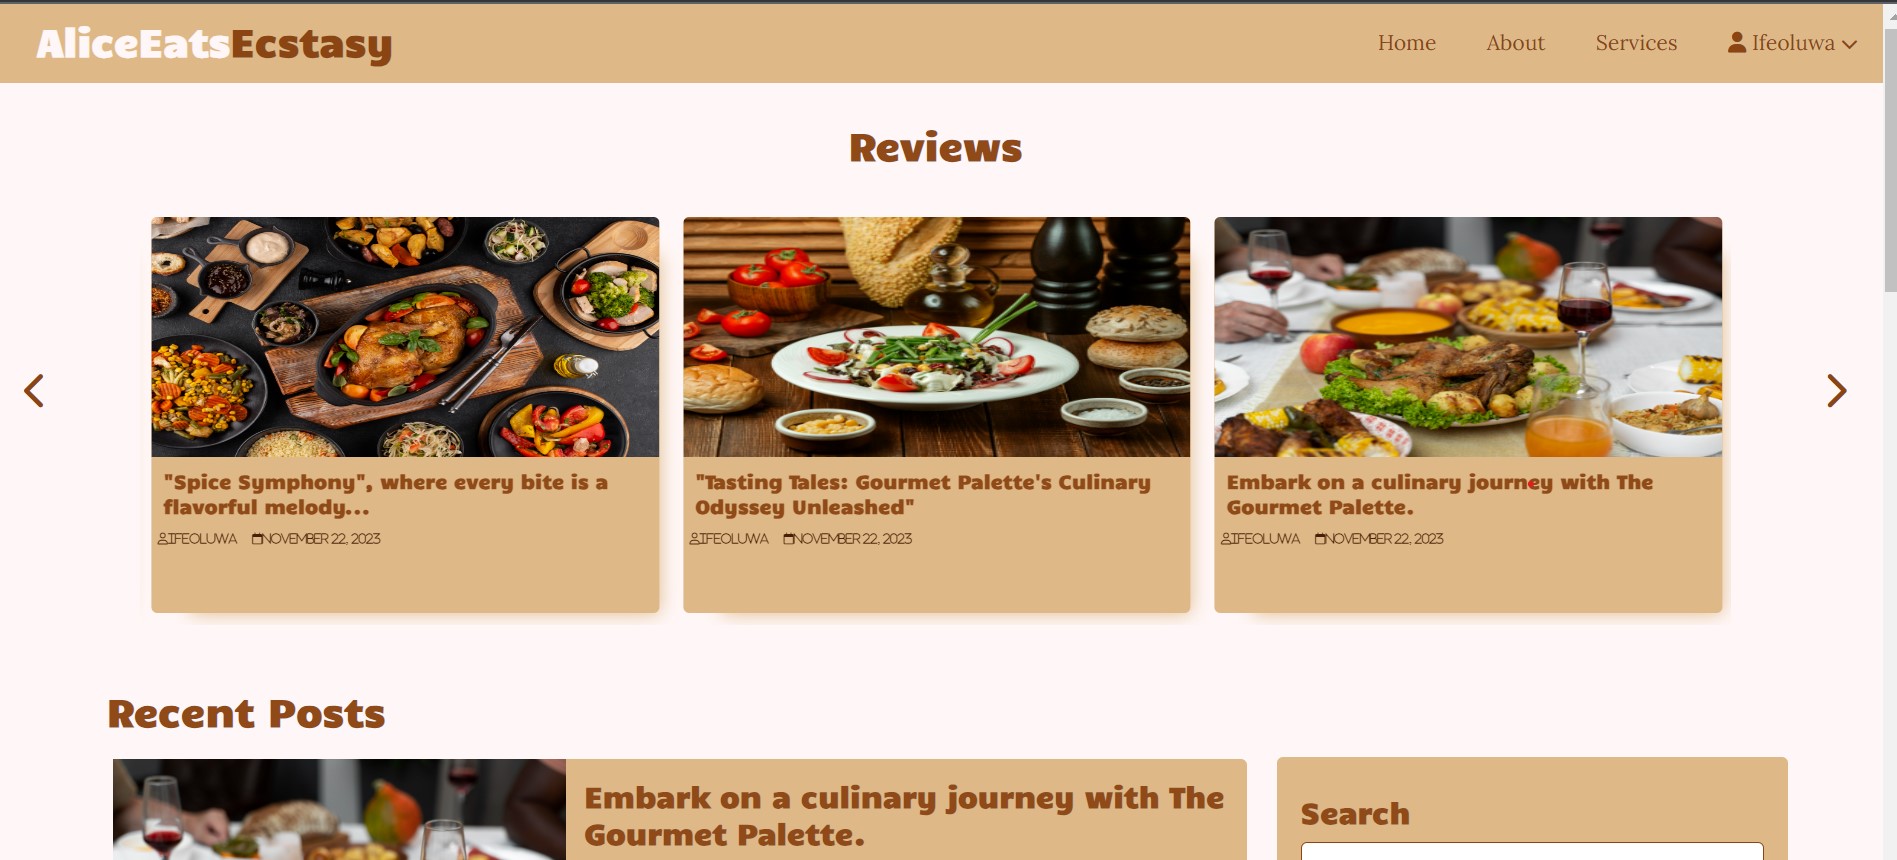 AliceEatsEcstasy
Home About Services Ifeoluwa
Reviews
"Spice Symphony", where every bite is a
flavorful melody...
IFEOLUWA NOVEMBER 22, 2023
"Tasting Tales: Gourmet Palette's Culinary
Odyssey Unleashed"
IFEOLUWA NOVEMBER 22, 2023
Embark on a culinary journey with The
Gourmet Palette.
IFEOLUWA NOVEMBER 22, 2023
Recent Posts
Embark on a culinary journey with The
Gourmet Palette.
Search